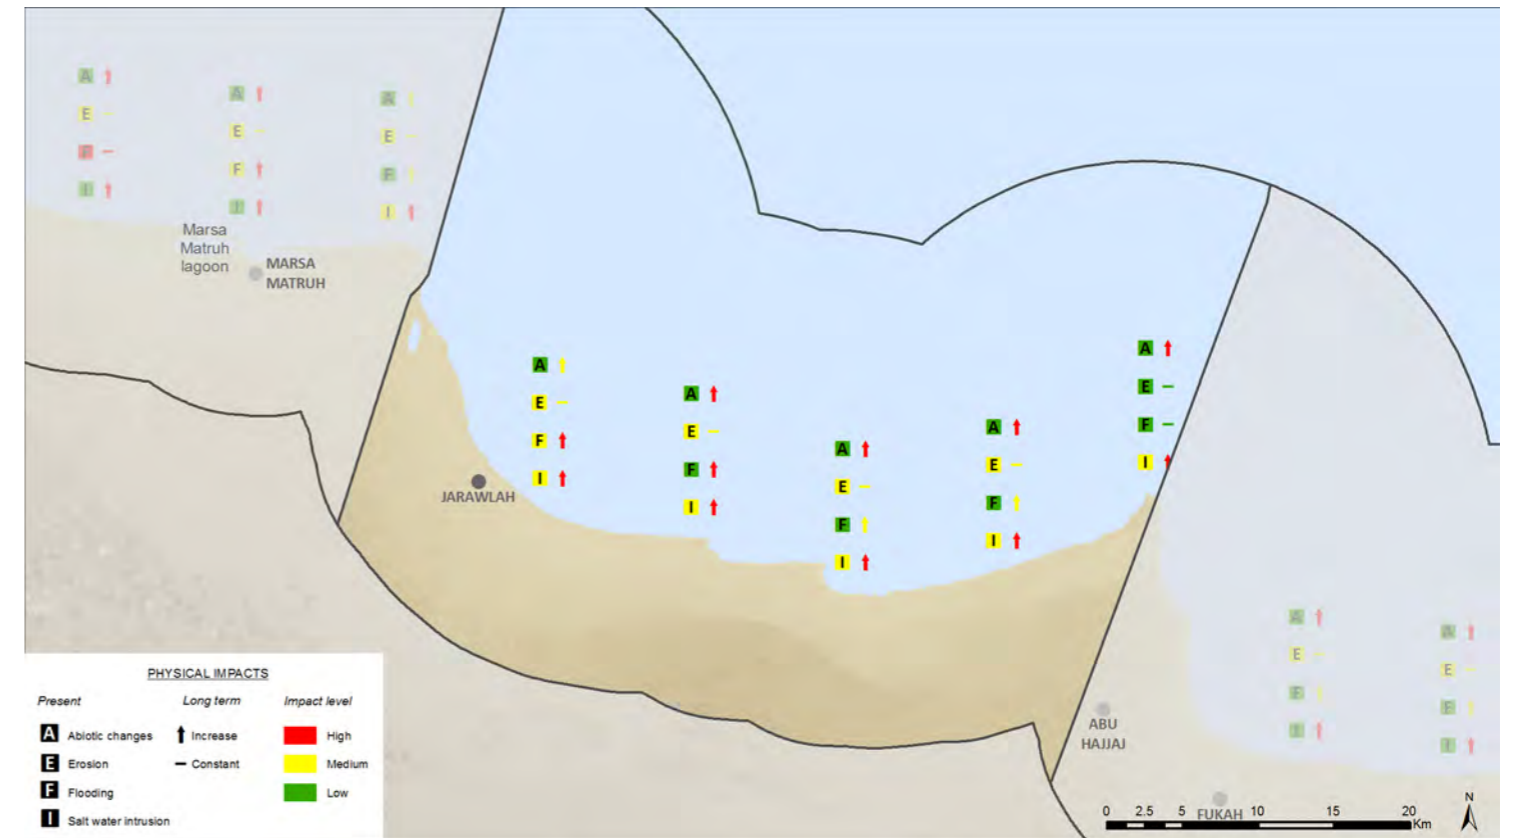 A
E
F
I
A
E
F
I
A
E
F
I
Marsa
Matruh
lagoon
MARSA
MATRUH
A
E
F
I
A
E
F
I
A
E
F
I
A
E
F
I
A
E
F
I
JARAWLAH
A
E
F
I
A
E
F
I
ABU
HAJJAJ
FUKAH
PHYSICAL IMPACTS
Present Long term Impact level
A Abiotic changes Increase High
E Erosion Constant Medium
F Flooding Low
I Salt water intrusion
0 2.5 5 10 15 20
Km
N